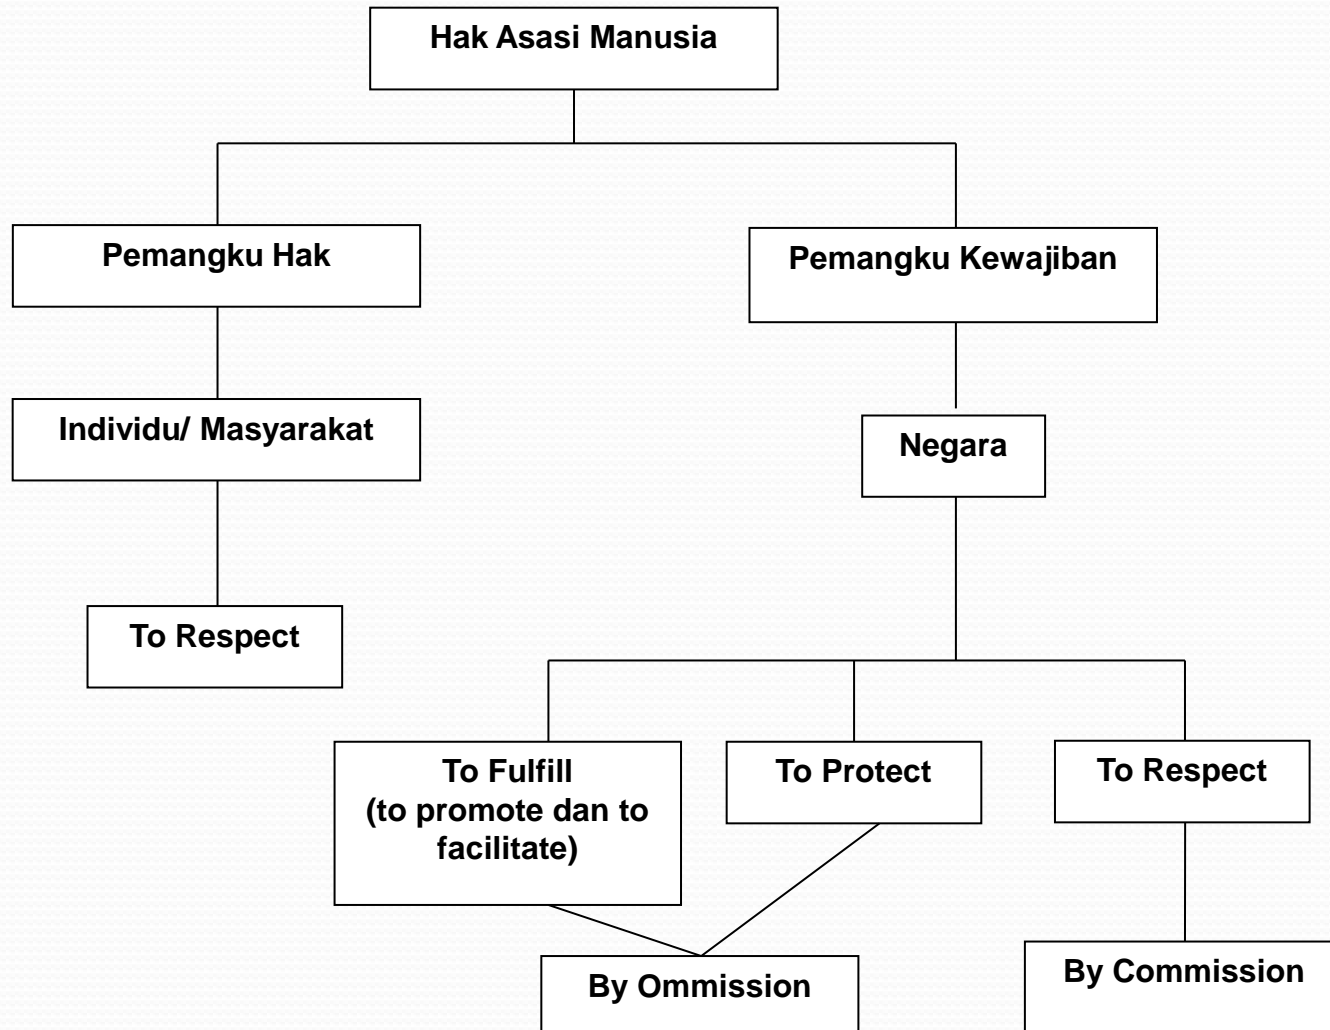 Hak Asasi Manusia
Pemangku Hak
Pemangku Kewajiban
Individu/ Masyarakat
Negara
To Respect
To Fulfill
(to promote dan to
facilitate)
To Protect
To Respect
By Ommission
By Commission